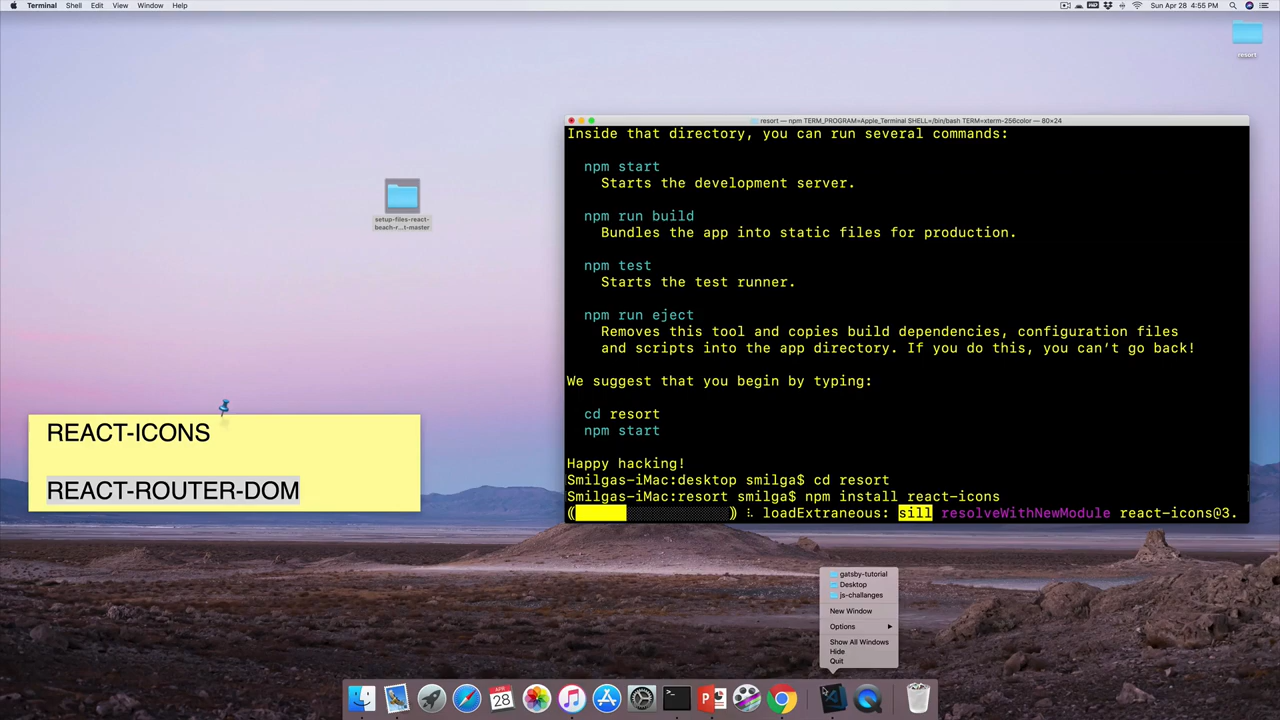 Terminal Shell Edit View Window Help
Sun Apr 28 4:55 PM
resort
resort — npm TERM_PROGRAM=Apple_Terminal SHELL=/bin/bash TERM=xterm-256color — 80×24
Inside that directory, you can run several commands:
npm start
Starts the development server.
npm run build
Bundles the app into static files for production.
npm test
Starts the test runner.
npm run eject
Removes this tool and copies build dependencies, configuration files
and scripts into the app directory. If you do this, you can’t go back!
We suggest that you begin by typing:
cd resort
npm start
Happy hacking!
Smilgas-iMac:desktop smilga$ cd resort
Smilgas-iMac:resort smilga$ npm install react-icons
loadExtraneous: sill resolveWithNewModule react-icons@3.
setup-files-react-
beach-r...t-master
REACT-ICONS
REACT-ROUTER-DOM
gatsby-tutorial
Desktop
js-challanges
New Window
Options
Show All Windows
Hide
Quit
APR
28